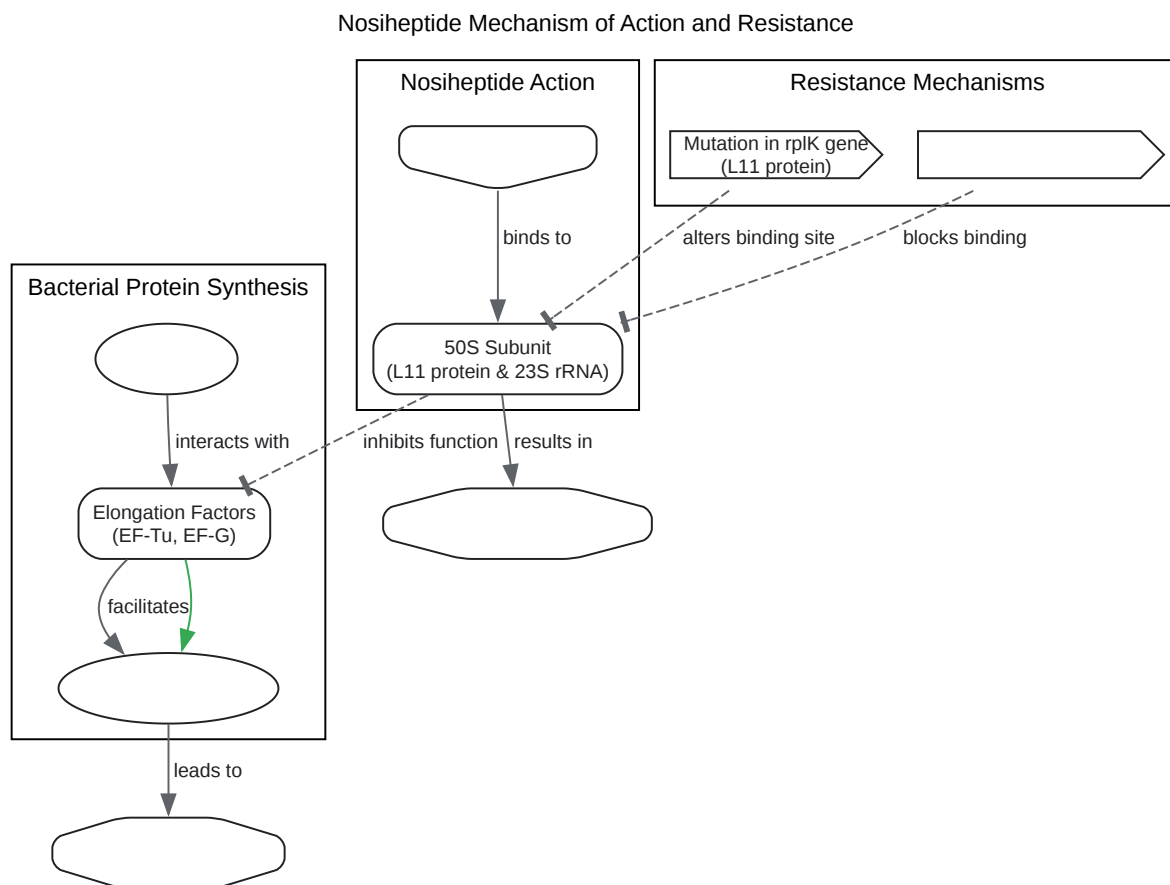 Nosiheptide Mechanism of Action and Resistance
Nosiheptide Action
Resistance Mechanisms
Mutation in rplK gene
(L11 protein)
binds to
alters binding site
blocks binding
Bacterial Protein Synthesis
50S Subunit
(L11 protein & 23S rRNA)
interacts with
inhibits function
results in
Elongation Factors
(EF-Tu, EF-G)
facilitates
leads to